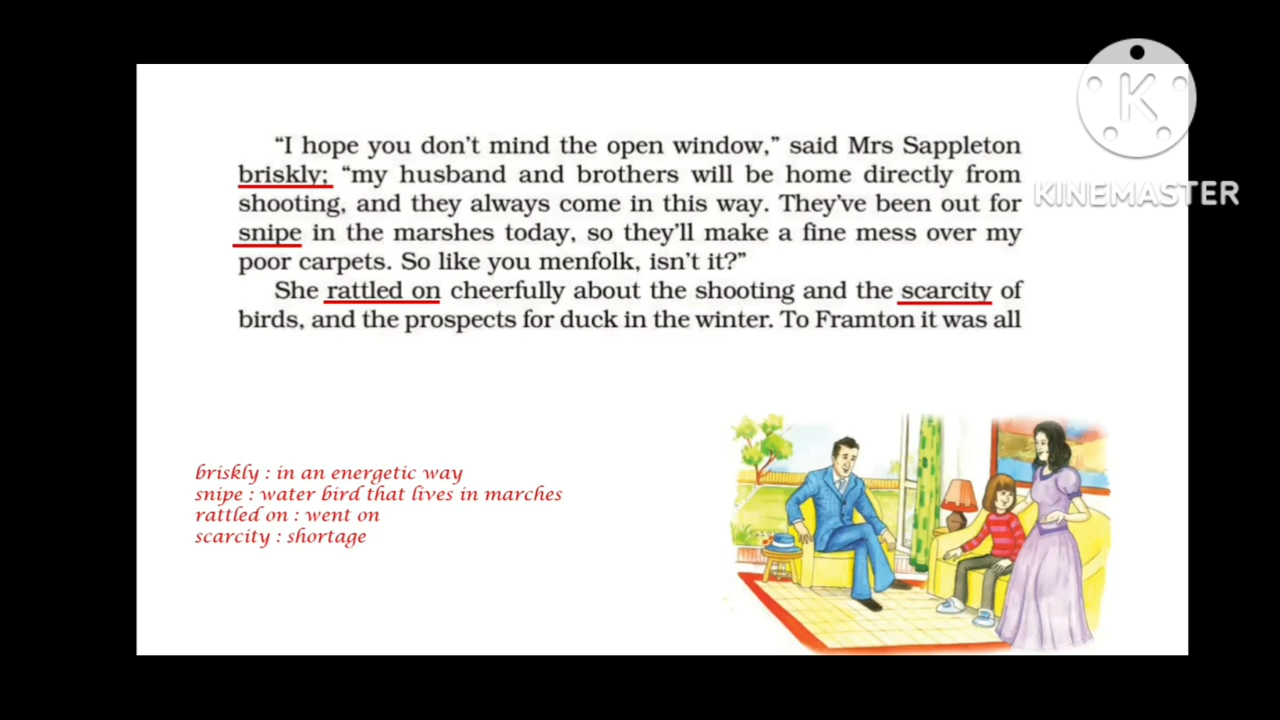 “I hope you don’t mind the open window,” said Mrs Sappleton
briskly; “my husband and brothers will be home directly from
shooting, and they always come in this way. They’ve been out for
snipe in the marshes today, so they’ll make a fine mess over my
poor carpets. So like you menfolk, isn’t it?”
She rattled on cheerfully about the shooting and the scarcity of
birds, and the prospects for duck in the winter. To Framton it was all
briskly : in an energetic way
snipe : water bird that lives in marches
rattled on : went on
scarcity : shortage
K
KINEMASTER